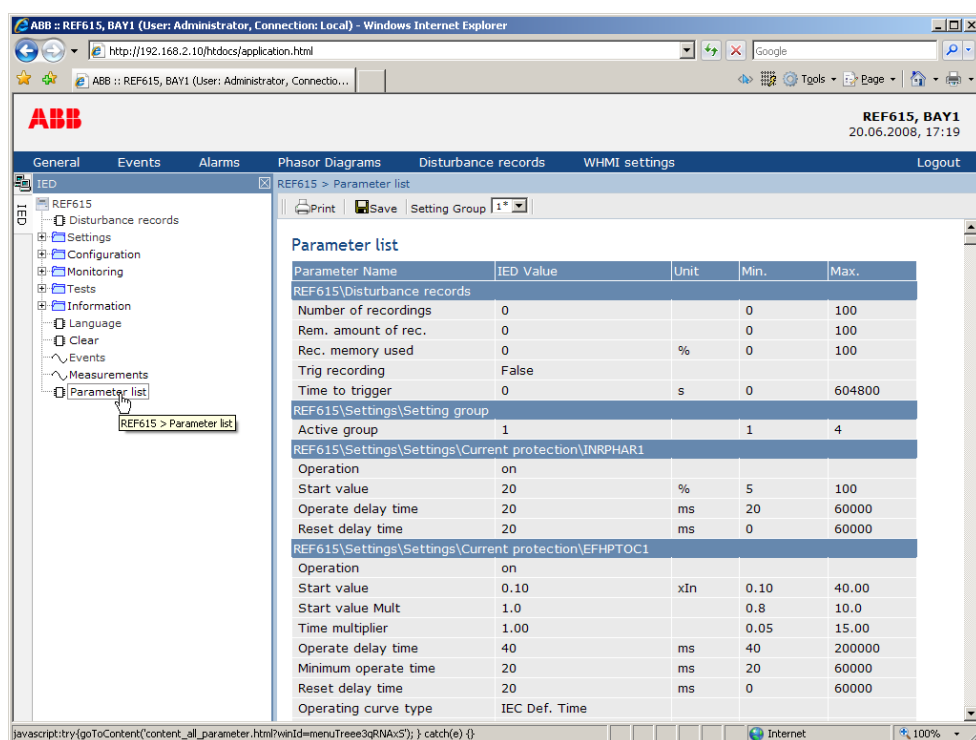 ABB :: REF615, BAY1 (User: Administrator, Connection: Local) - Windows Internet Explorer
http://192.168.2.10/htdocs/application.html
Google
ABB :: REF615, BAY1 (User: Administrator, Connectio...
Tools
Page
ABB
REF615, BAY1
20.06.2008, 17:19
General Events Alarms Phasor Diagrams Disturbance records WHMI settings Logout
IED
IED
REF615 > Parameter list
REF615
Disturbance records
Settings
Configuration
Monitoring
Tests
Information
Language
Clear
Events
Measurements
Parameter list
REF615 > Parameter list
Print Save Setting Group 1*
Parameter list
Parameter Name IED Value Unit Min. Max.
REF615\Disturbance records
Number of recordings 0 0 100
Rem. amount of rec. 0 0 100
Rec. memory used 0 % 0 100
Trig recording False
Time to trigger 0 s 0 604800
REF615\Settings\Setting group
Active group 1 1 4
REF615\Settings\Settings\Current protection\INRPHAR1
Operation on
Start value 20 % 5 100
Operate delay time 20 ms 20 60000
Reset delay time 20 ms 0 60000
REF615\Settings\Settings\Current protection\EFHPTOC1
Operation on
Start value 0.10 xIn 0.10 40.00
Start value Mult 1.0 0.8 10.0
Time multiplier 1.00 0.05 15.00
Operate delay time 40 ms 40 200000
Minimum operate time 20 ms 20 60000
Reset delay time 20 ms 0 60000
Operating curve type IEC Def. Time
javascript:try{goToContent('content_all_parameter.html?winId=menuTreee3qRNAxS'); } catch(e) {}
Internet
100%